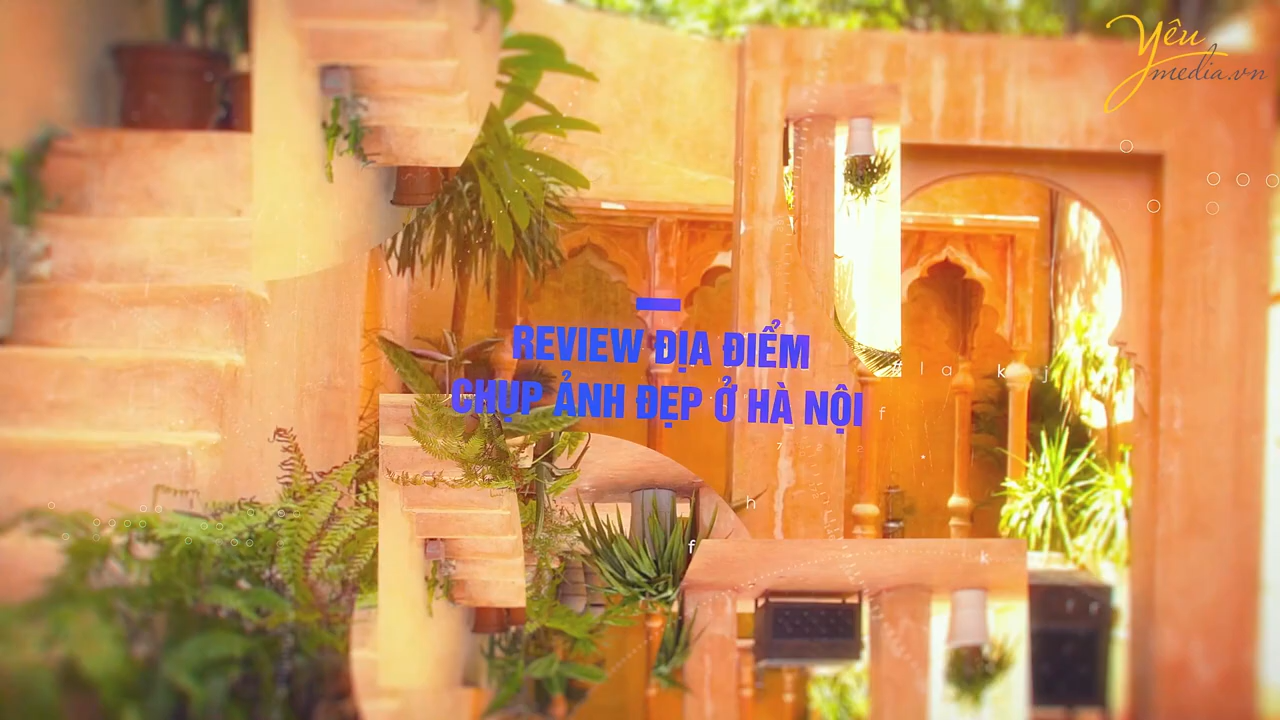 Yêu
media.vn
REVIEW ĐỊA ĐIỂM
CHỤP ẢNH ĐẸP Ở HÀ NỘI
l a k j
f
h
f
k
f f